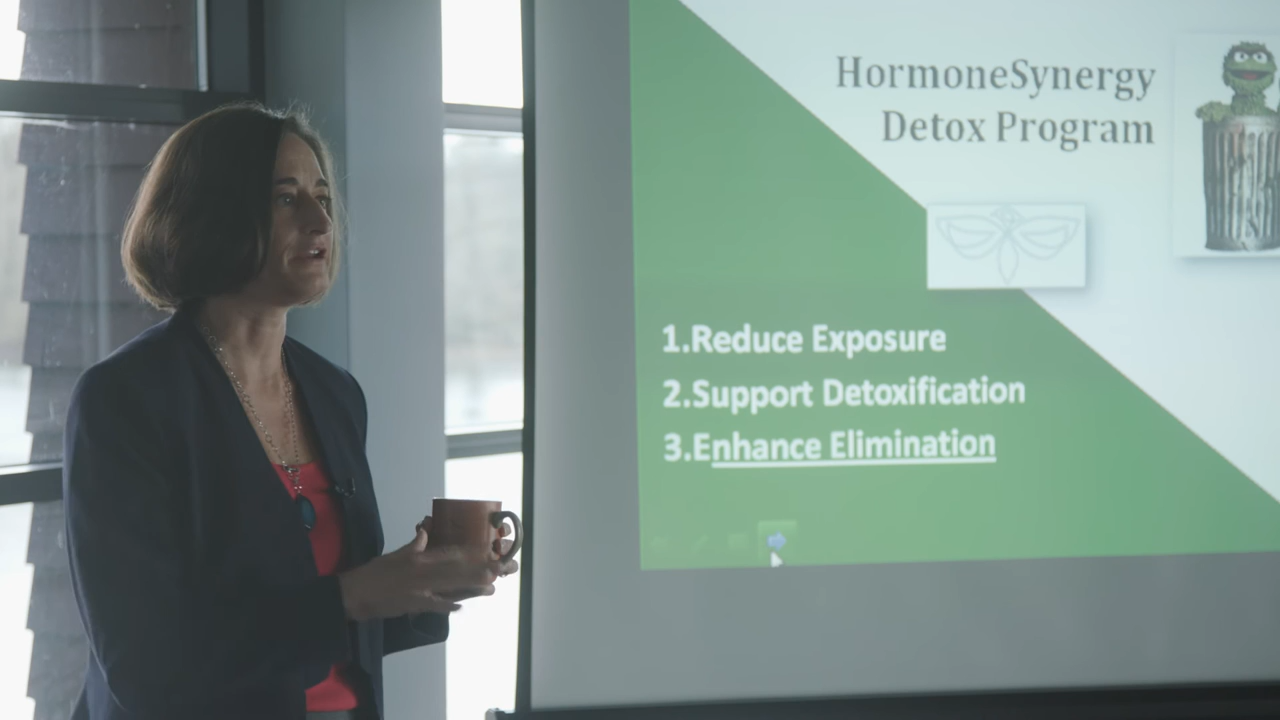 HormoneSynergy
Detox Program
1.Reduce Exposure
2.Support Detoxification
3.Enhance Elimination